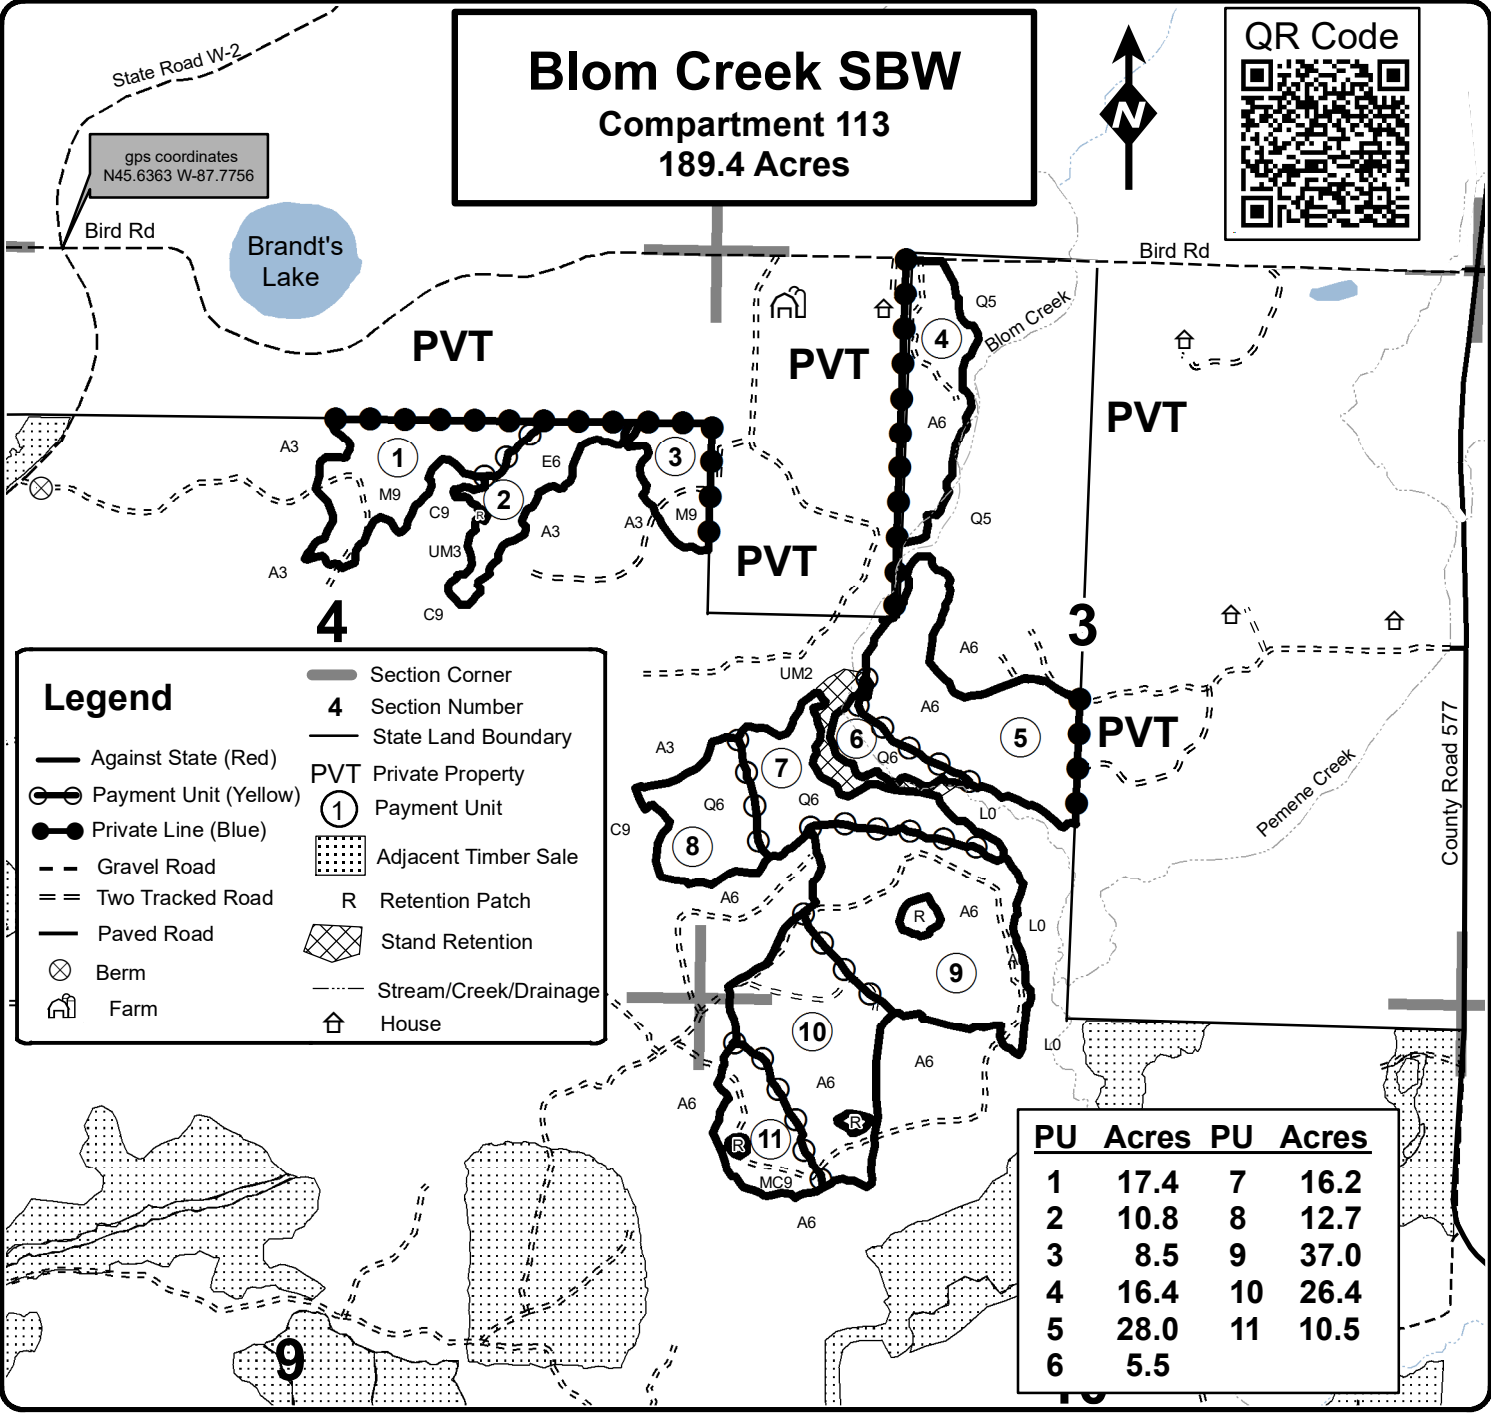 Blom Creek SBW
Compartment 113
189.4 Acres
N
QR Code
State Road W-2
gps coordinates
N45.6363 W-87.7756
Bird Rd
Brandt's
Lake
Bird Rd
PVT
PVT
PVT
PVT
PVT
Blom Creek
Q5
4
A6
Q5
A3
1
M9
C9
2
E6
R
UM3
A3
A3
C9
3
A3
M9
4
3
A6
UM2
A6
5
6
Q6
L0
A3
7
Q6
Q6
8
C9
A6
R
A6
9
L0
A
L0
10
A6
A6
A6
R
R
11
MC9
A6
Pemene Creek
County Road 577
Legend
Against State (Red)
Payment Unit (Yellow)
Private Line (Blue)
Gravel Road
Two Tracked Road
Paved Road
Berm
Farm
Section Corner
4 Section Number
State Land Boundary
PVT Private Property
1 Payment Unit
Adjacent Timber Sale
R Retention Patch
Stand Retention
Stream/Creek/Drainage
House
9
PU Acres PU Acres
1 17.4 7 16.2
2 10.8 8 12.7
3 8.5 9 37.0
4 16.4 10 26.4
5 28.0 11 10.5
6 5.5